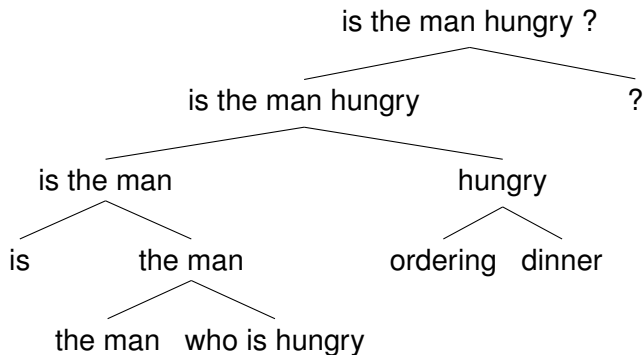 is the man hungry ?
is the man hungry ?
is the man hungry
is the man ordering dinner
the man who is hungry